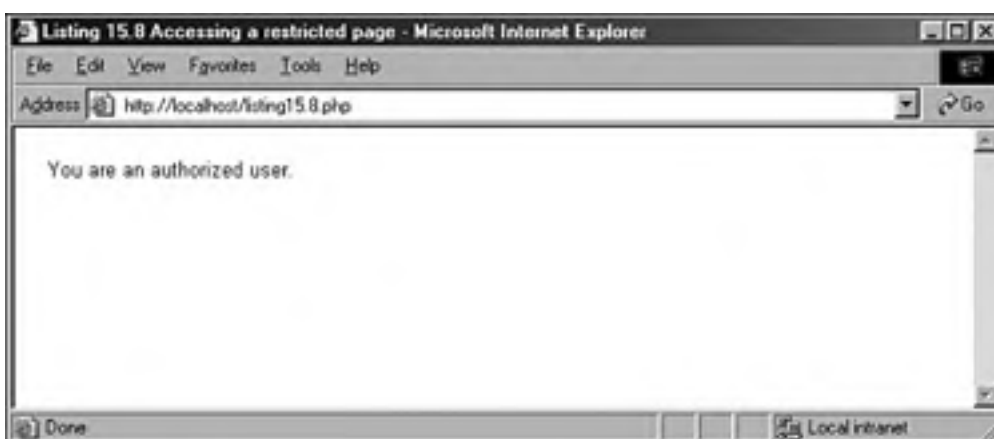 Listing 15.8 Accessing a restricted page - Microsoft Internet Explorer
File Edit View Favorites Tools Help
Address http://localhost/listing15.8.php Go
You are an authorized user.
Done Local intranet